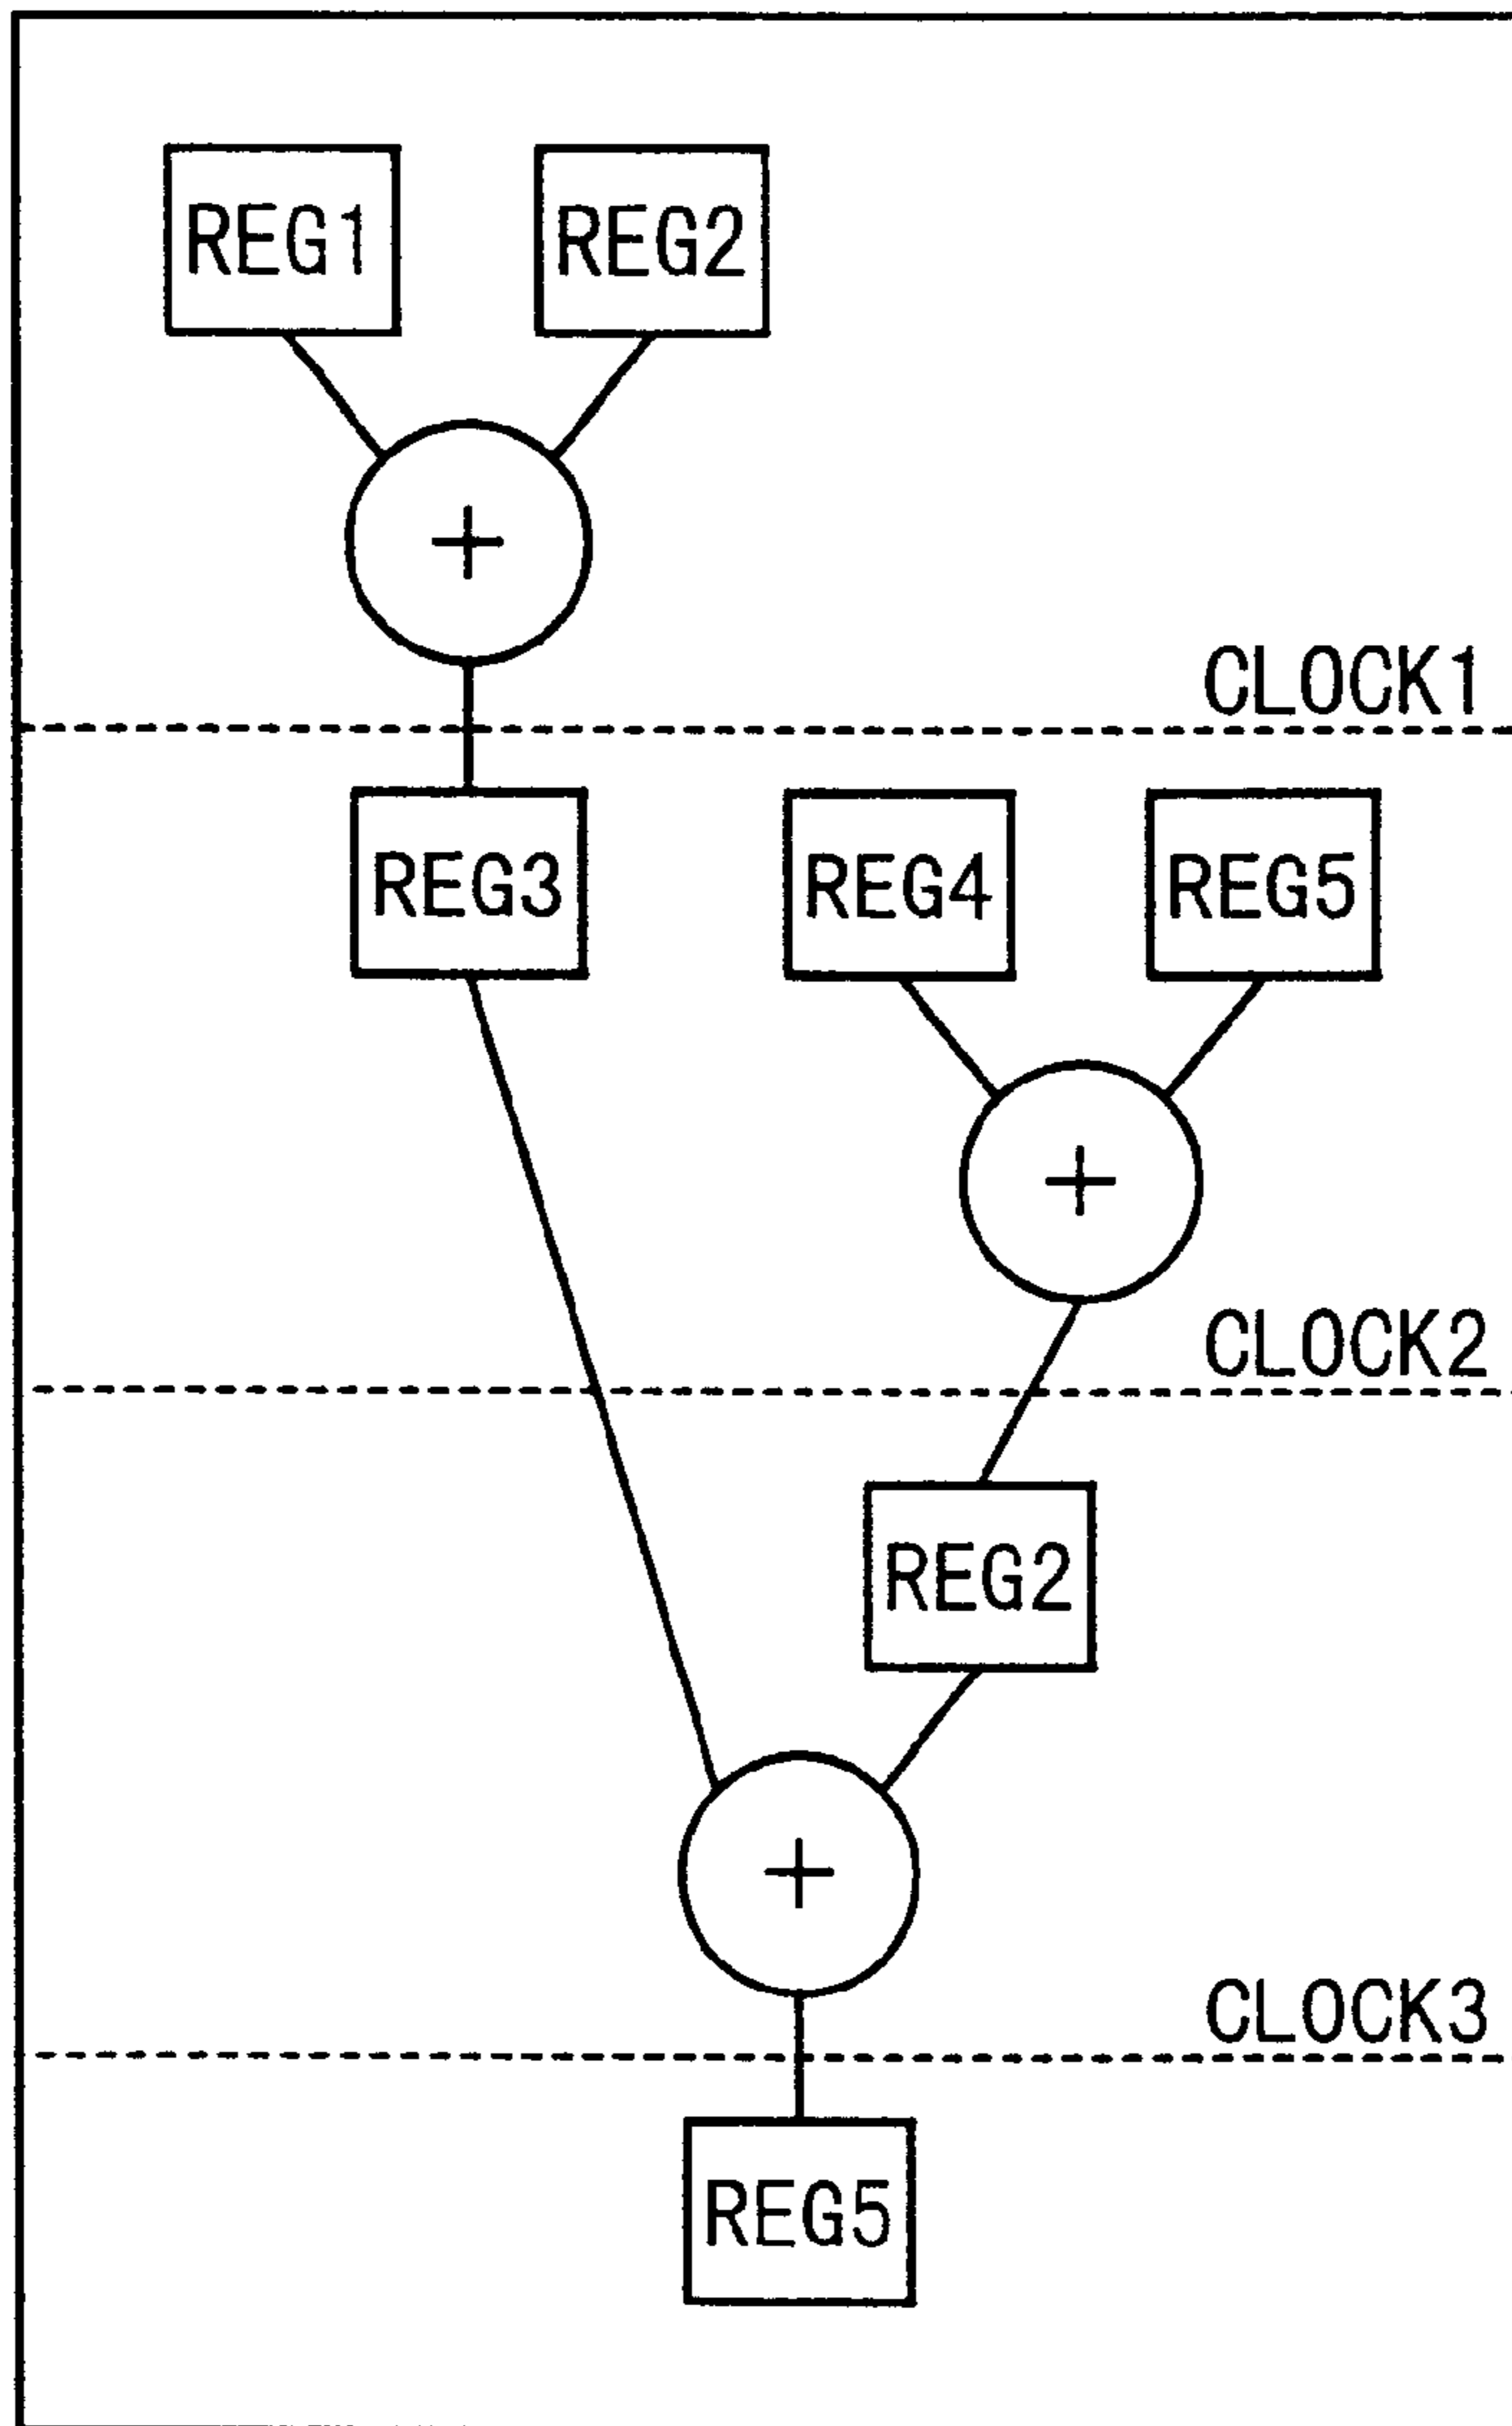 REG1 REG2
+
CLOCK1
REG3 REG4 REG5
+
CLOCK2
REG2
+
CLOCK3
REG5